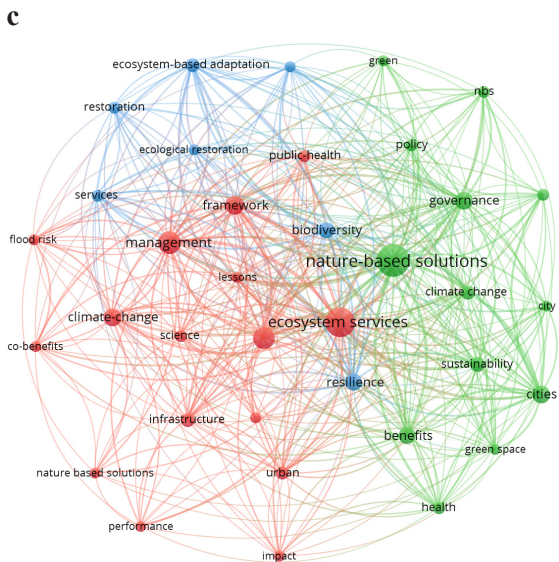 c
green
ecosystem-based adaptation
nbs
restoration
policy
ecological restoration
public health
services
governance
framework
biodiversity
flood risk
management
nature-based solutions
lessons
climate change
city
climate-change
ecosystem services
science
co-benefits
sustainability
resilience
cities
infrastructure
benefits
green space
nature based solutions
urban
health
performance
impact